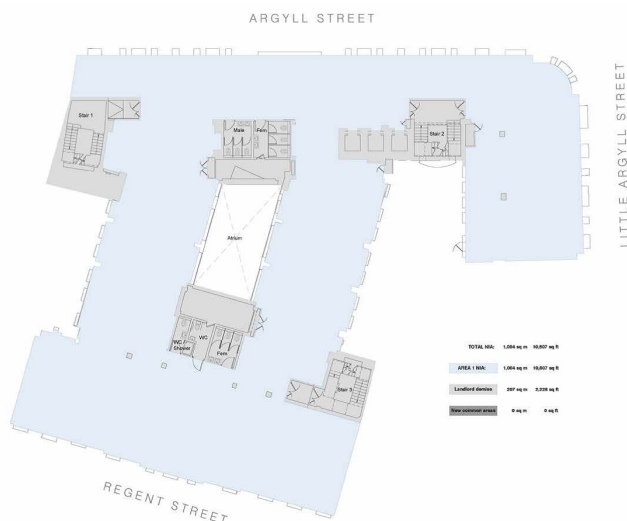 ARGYLL STREET
LITTLE ARGYLL STREET
Stair 1
Male
Fem
Stair 2
Atrium
WC /
Shower
WC
Fem
Stair 3
TOTAL NIA: 1,004 sq m 10,807 sq ft
AREA 1 NIA: 1,004 sq m 10,807 sq ft
Landlord demise 207 sq m 2,228 sq ft
New common areas 0 sq m 0 sq ft
REGENT STREET